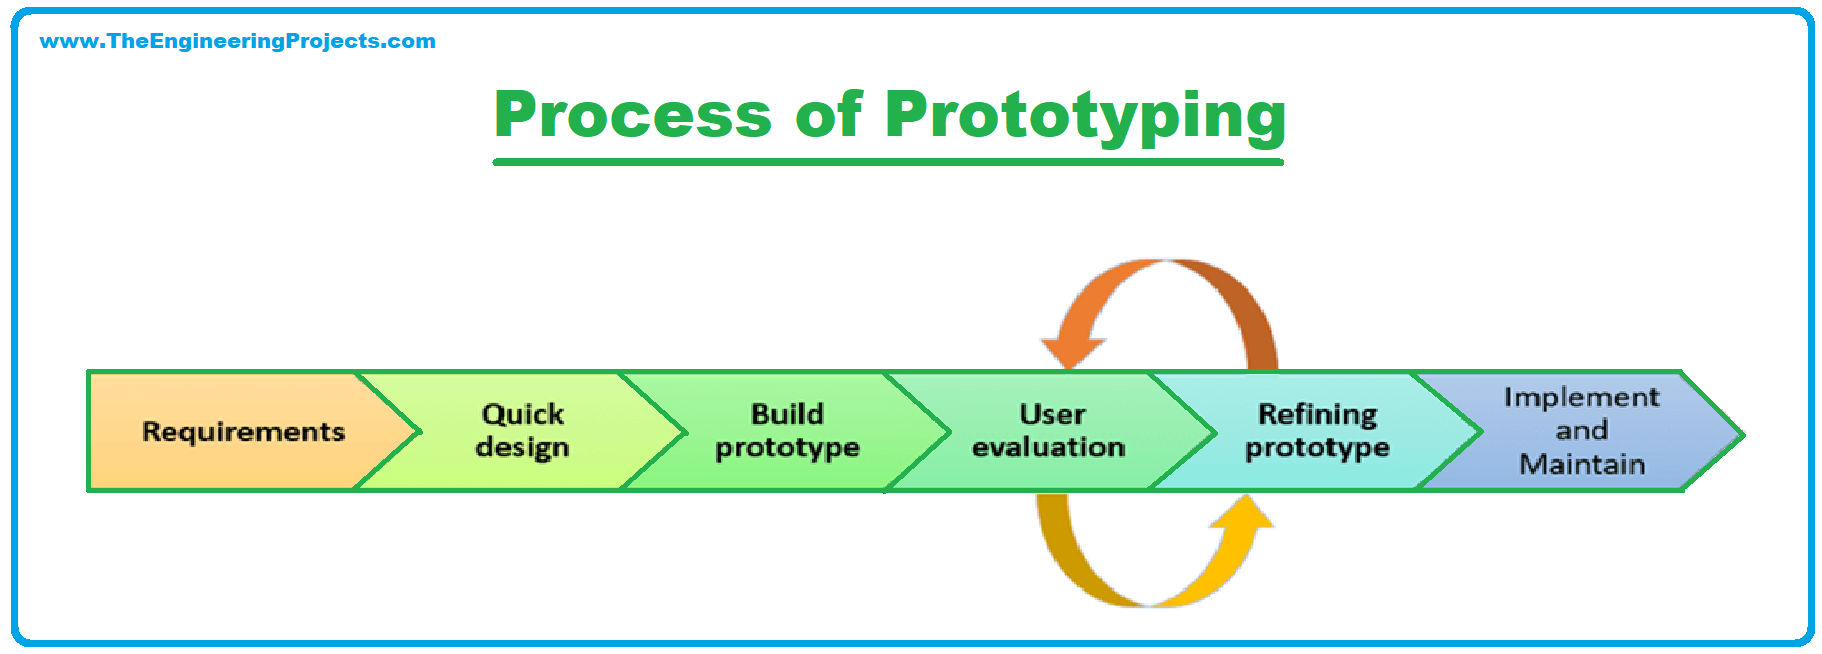 www.TheEngineeringProjects.com
Process of Prototyping
Requirements
Quick
design
Build
prototype
User
evaluation
Refining
prototype
Implement
and
Maintain